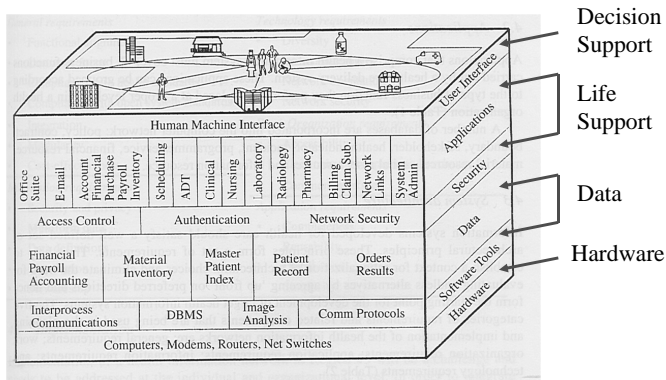 Decision
Support
Life
Support
Data
Hardware
Rx
User Interface
Applications
Security
Data
Software Tools
Hardware
Human Machine Interface
Office
Suite
E-mail
Account
Financial
Purchase
Payroll
Inventory
Scheduling
ADT
Clinical
Nursing
Laboratory
Radiology
Pharmacy
Billing
Claim Sub.
Network
Links
System
Admin
Access Control
Authentication
Network Security
Financial
Payroll
Accounting
Material
Inventory
Master
Patient
Index
Patient
Record
Orders
Results
Interprocess
Communications
DBMS
Image
Analysis
Comm Protocols
Computers, Modems, Routers, Net Switches